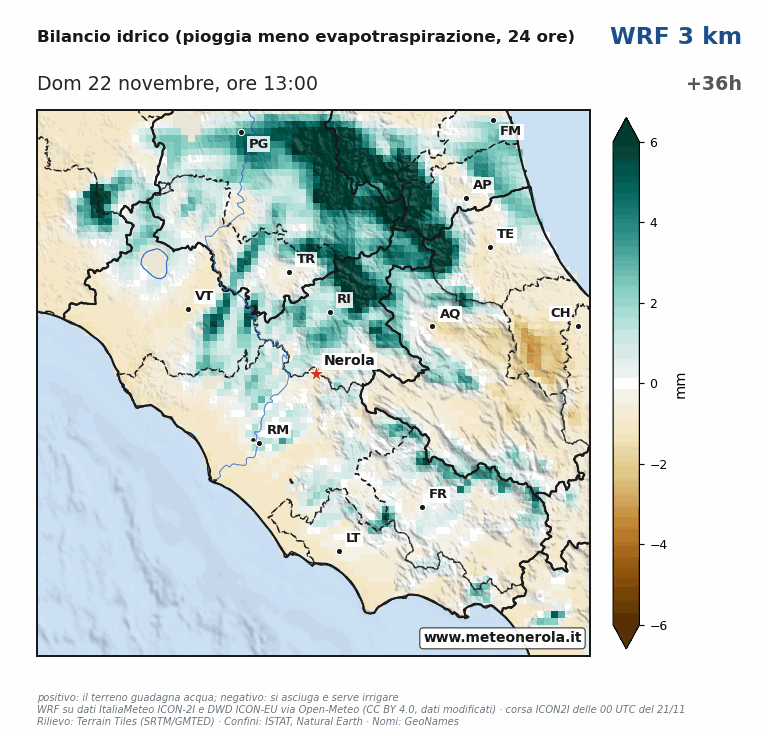 Bilancio idrico (pioggia meno evapotraspirazione, 24 ore)
WRF 3 km
Dom 22 novembre, ore 13:00
+36h
PG
FM
AP
TE
TR
VT
RI
AQ
CH
Nerola
RM
FR
LT
www.meteonerola.it
6
4
2
0
−2
−4
−6
mm
positivo: il terreno guadagna acqua; negativo: si asciuga e serve irrigare
WRF su dati ItaliaMeteo ICON-2I e DWD ICON-EU via Open-Meteo (CC BY 4.0, dati modificati) · corsa ICON2I delle 00 UTC del 21/11
Rilievo: Terrain Tiles (SRTM/GMTED) · Confini: ISTAT, Natural Earth · Nomi: GeoNames